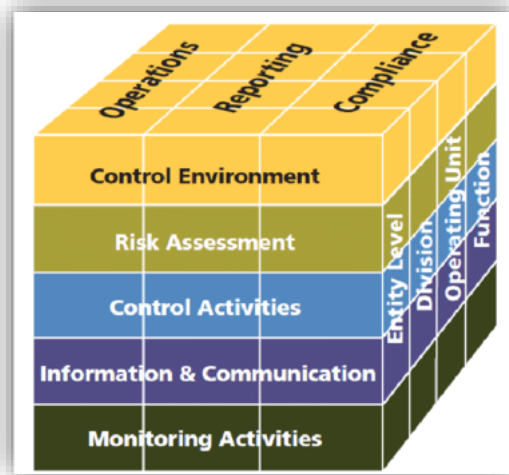 Operations
Reporting
Compliance
Control Environment
Risk Assessment
Control Activities
Information & Communication
Monitoring Activities
Entity Level
Division
Operating Unit
Function